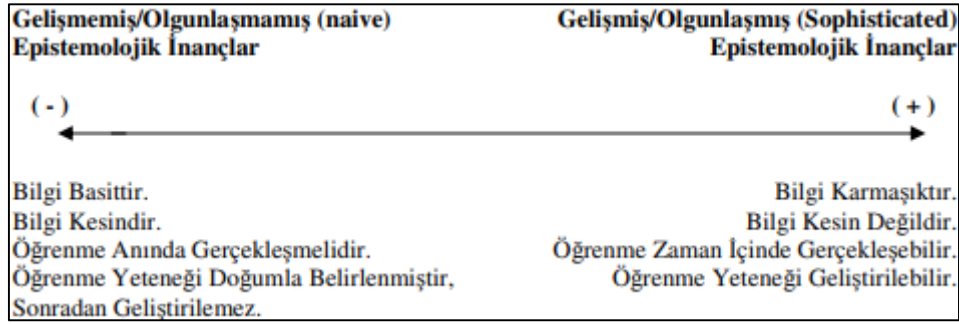 Gelişmemiş/Olgunlaşmamış (naive)
Epistemolojik İnançlar
Gelişmiş/Olgunlaşmış (Sophisticated)
Epistemolojik İnançlar
( - )
( + )
Bilgi Basittir.
Bilgi Kesindir.
Öğrenme Anında Gerçekleşmelidir.
Öğrenme Yeteneği Doğumla Belirlenmiştir,
Sonradan Geliştirilemez.
Bilgi Karmaşıktır.
Bilgi Kesin Değildir.
Öğrenme Zaman İçinde Gerçekleşebilir.
Öğrenme Yeteneği Geliştirilebilir.